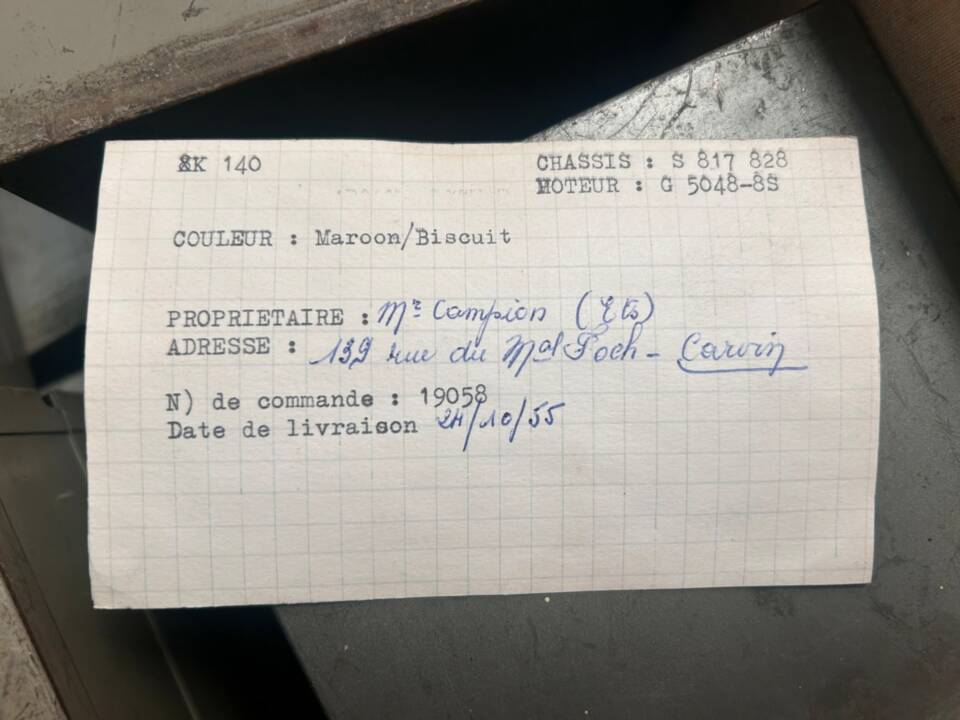 XK 140
CHASSIS : S 817 828
MOTEUR : G 5048-8S
COULEUR : Maroon/Biscuit
PROPRIETAIRE : Mr Campion (Ets)
ADRESSE : 139 rue du Mal Foch - Carvin
N) de commande : 19058
Date de livraison 24/10/55